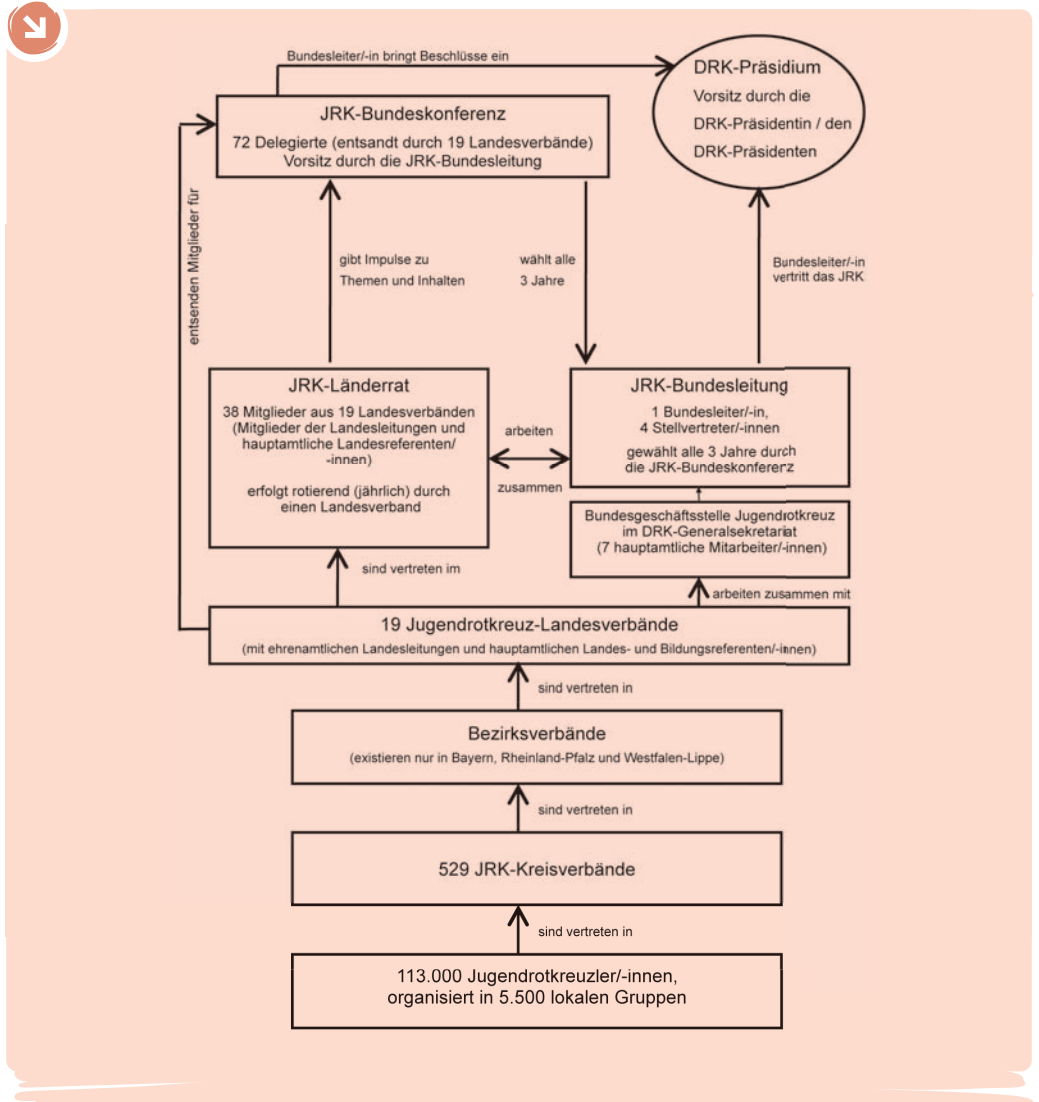 Bundesleiter/-in bringt Beschlüsse ein
DRK-Präsidium
Vorsitz durch die
DRK-Präsidentin / den
DRK-Präsidenten
JRK-Bundeskonferenz
72 Delegierte (entsandt durch 19 Landesverbände)
Vorsitz durch die JRK-Bundesleitung
entsenden Mitglieder für
gibt Impulse zu
Themen und Inhalten
wählt alle
3 Jahre
Bundesleiter/-in
vertritt das JRK
JRK-Länderrat
38 Mitglieder aus 19 Landesverbänden
(Mitglieder der Landesleitungen und
hauptamtliche Landesreferenten/
-innen)
erfolgt rotierend (jährlich) durch
einen Landesverband
arbeiten
zusammen
JRK-Bundesleitung
1 Bundesleiter/-in,
4 Stellvertreter/-innen
gewählt alle 3 Jahre durch
die JRK-Bundeskonferenz
Bundesgeschäftsstelle Jugendrotkreuz
im DRK-Generalsekretariat
(7 hauptamtliche Mitarbeiter/-innen)
sind vertreten im
arbeiten zusammen mit
19 Jugendrotkreuz-Landesverbände
(mit ehrenamtlichen Landesleitungen und hauptamtlichen Landes- und Bildungsreferenten/-innen)
sind vertreten in
Bezirksverbände
(existieren nur in Bayern, Rheinland-Pfalz und Westfalen-Lippe)
sind vertreten in
529 JRK-Kreisverbände
sind vertreten in
113.000 Jugendrotkreuzler/-innen,
organisiert in 5.500 lokalen Gruppen